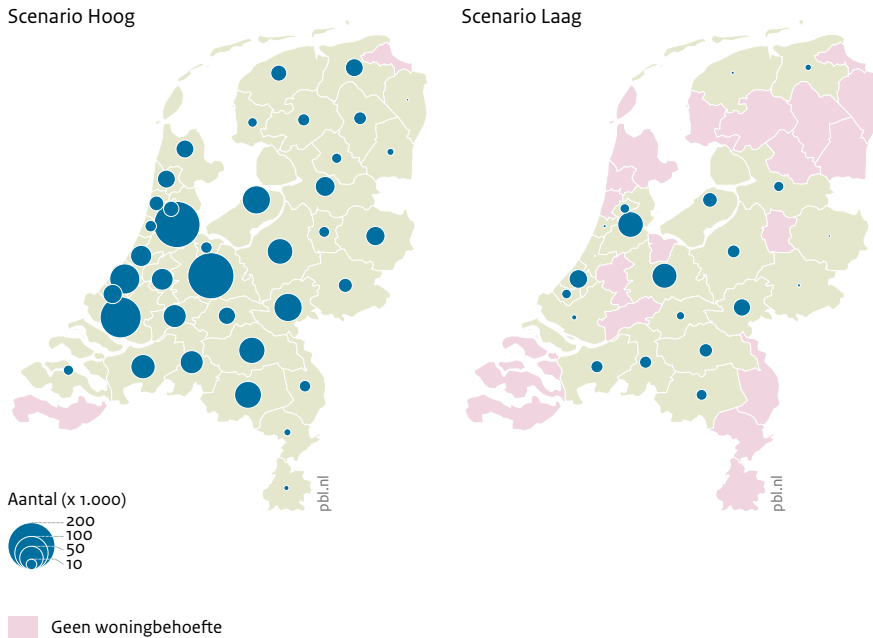 Scenario Hoog
Scenario Laag
pbl.nl
pbl.nl
Aantal (x 1.000)
200
100
50
10
Geen woningbehoefte